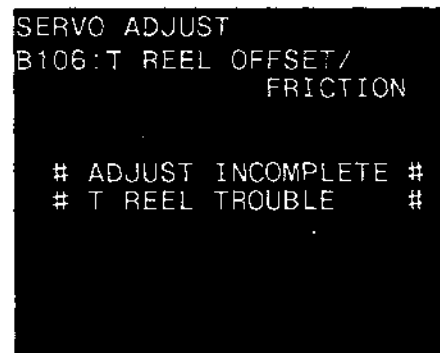 SERVO ADJUST
B106:T REEL OFFSET/
FRICTION
# ADJUST INCOMPLETE #
# T REEL TROUBLE #